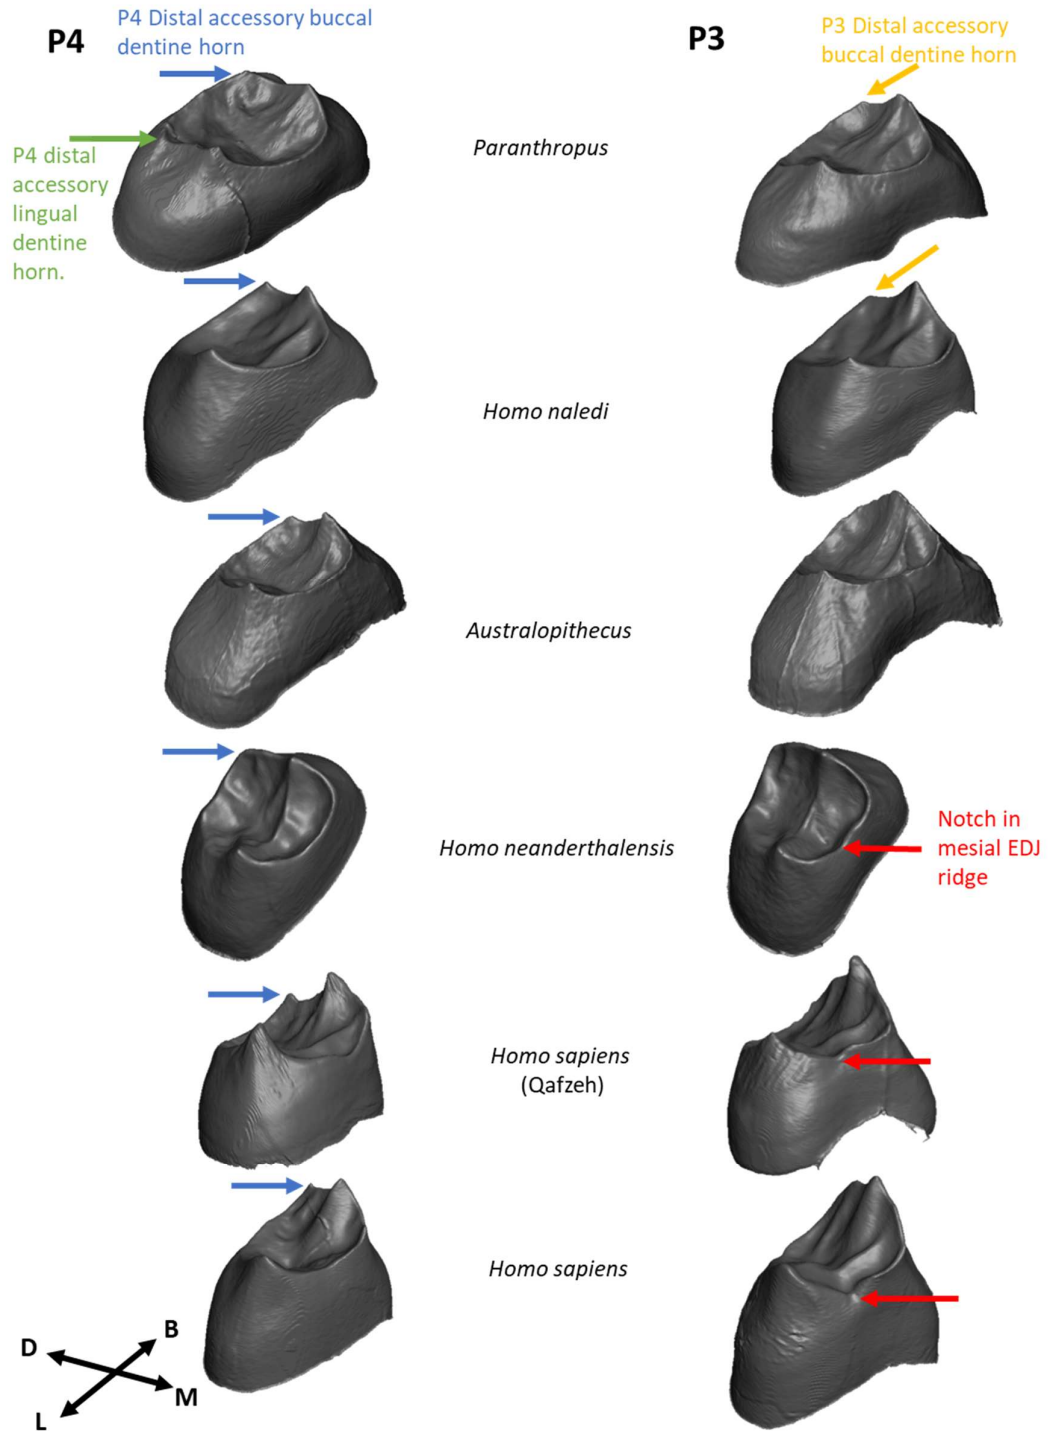 P4
P4 Distal accessory buccal
dentine horn
P3
P3 Distal accessory
buccal dentine horn
P4 distal
accessory
lingual
dentine
horn.
Paranthropus
Homo naledi
Australopithecus
Homo neanderthalensis
Notch in
mesial EDJ
ridge
Homo sapiens
(Qafzeh)
Homo sapiens
D
B
M
L